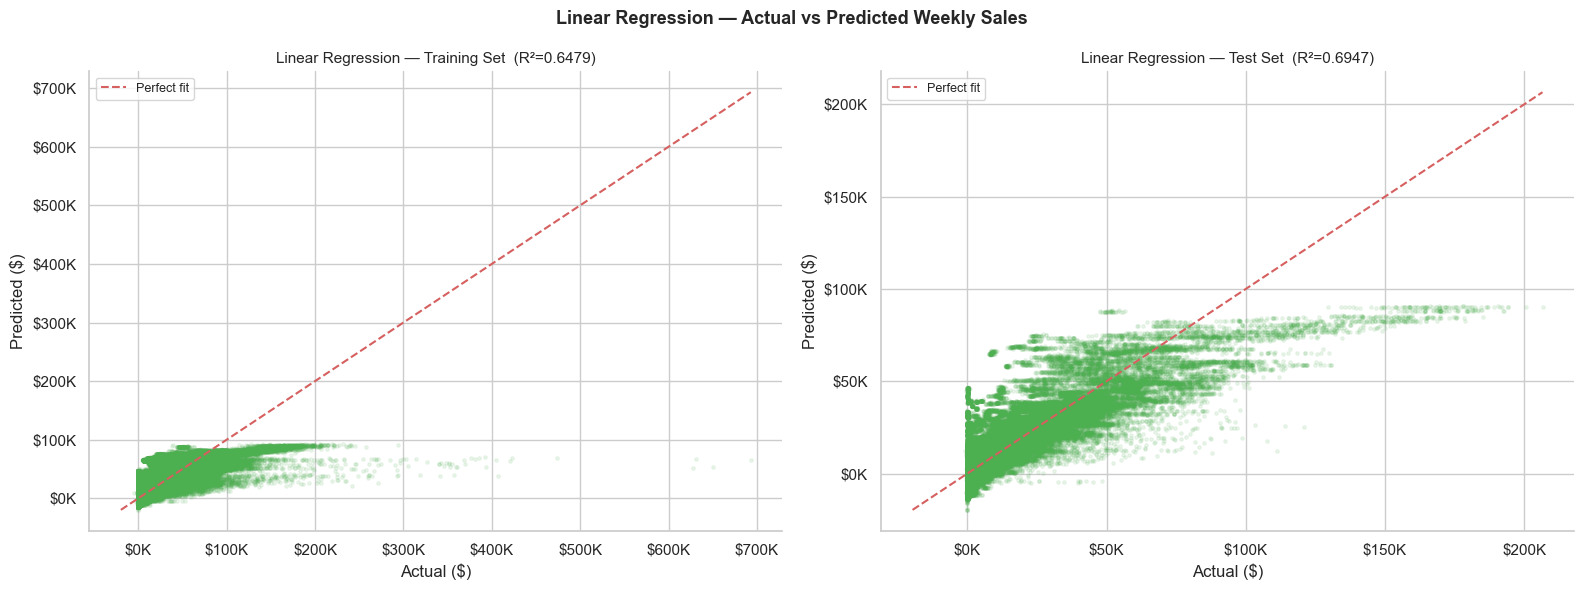 Linear Regression — Actual vs Predicted Weekly Sales
Linear Regression — Training Set (R²=0.6479)
Perfect fit
$700K
$600K
$500K
$400K
$300K
$200K
$100K
$0K
Predicted ($)
$0K
$100K
$200K
$300K
$400K
$500K
$600K
$700K
Actual ($)
Linear Regression — Test Set (R²=0.6947)
Perfect fit
$200K
$150K
$100K
$50K
$0K
Predicted ($)
$0K
$50K
$100K
$150K
$200K
Actual ($)